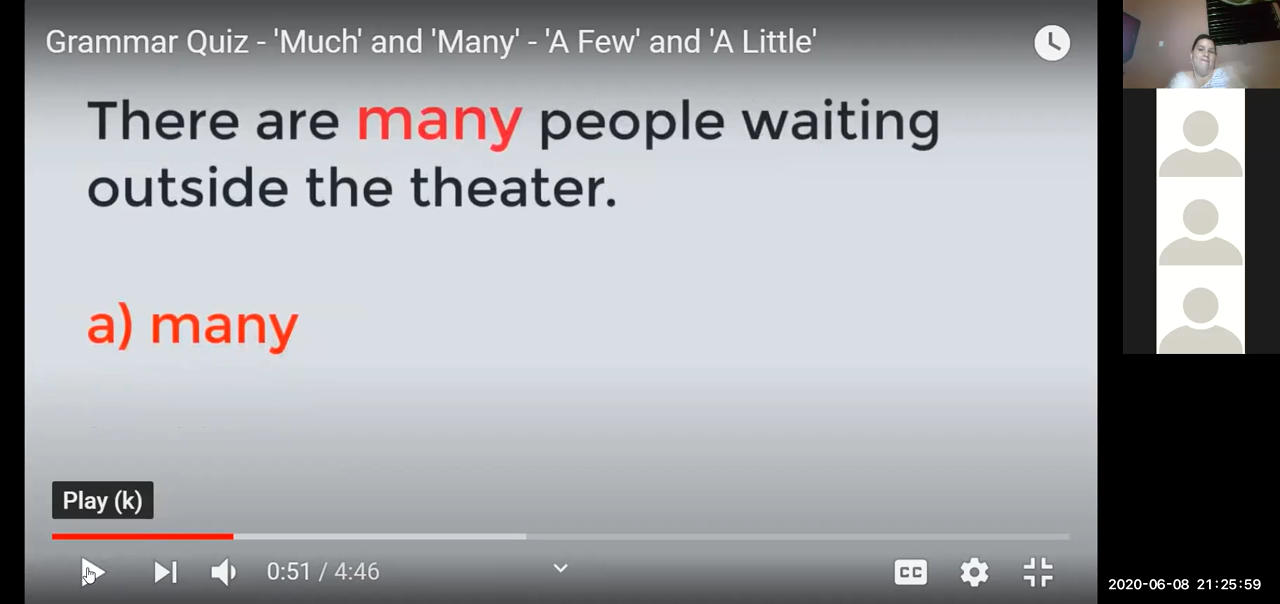 Grammar Quiz - 'Much' and 'Many' - 'A Few' and 'A Little'
There are many people waiting
outside the theater.
a) many
Play (k)
0:51 / 4:46
CC
2020-06-08 21:25:59